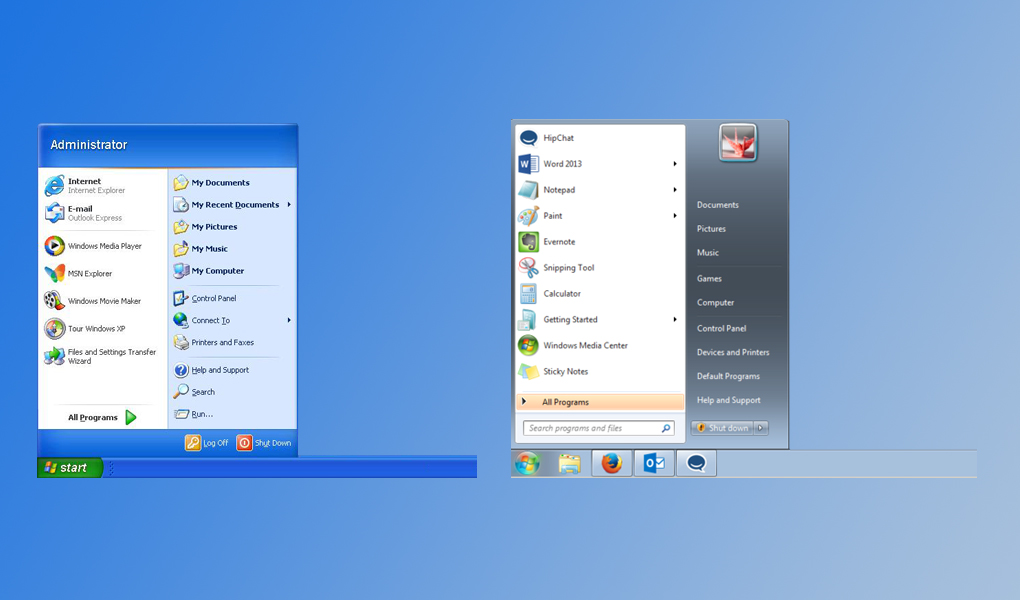 Administrator
Internet
Internet Explorer
E-mail
Outlook Express
Windows Media Player
MSN Explorer
Windows Movie Maker
Tour Windows XP
Files and Settings Transfer
Wizard
All Programs
My Documents
My Recent Documents
My Pictures
My Music
My Computer
Control Panel
Connect To
Printers and Faxes
Help and Support
Search
Run...
Log Off
Shut Down
start
HipChat
Word 2013
Notepad
Paint
Evernote
Snipping Tool
Calculator
Getting Started
Windows Media Center
Sticky Notes
All Programs
Search programs and files
Documents
Pictures
Music
Games
Computer
Control Panel
Devices and Printers
Default Programs
Help and Support
Shut down